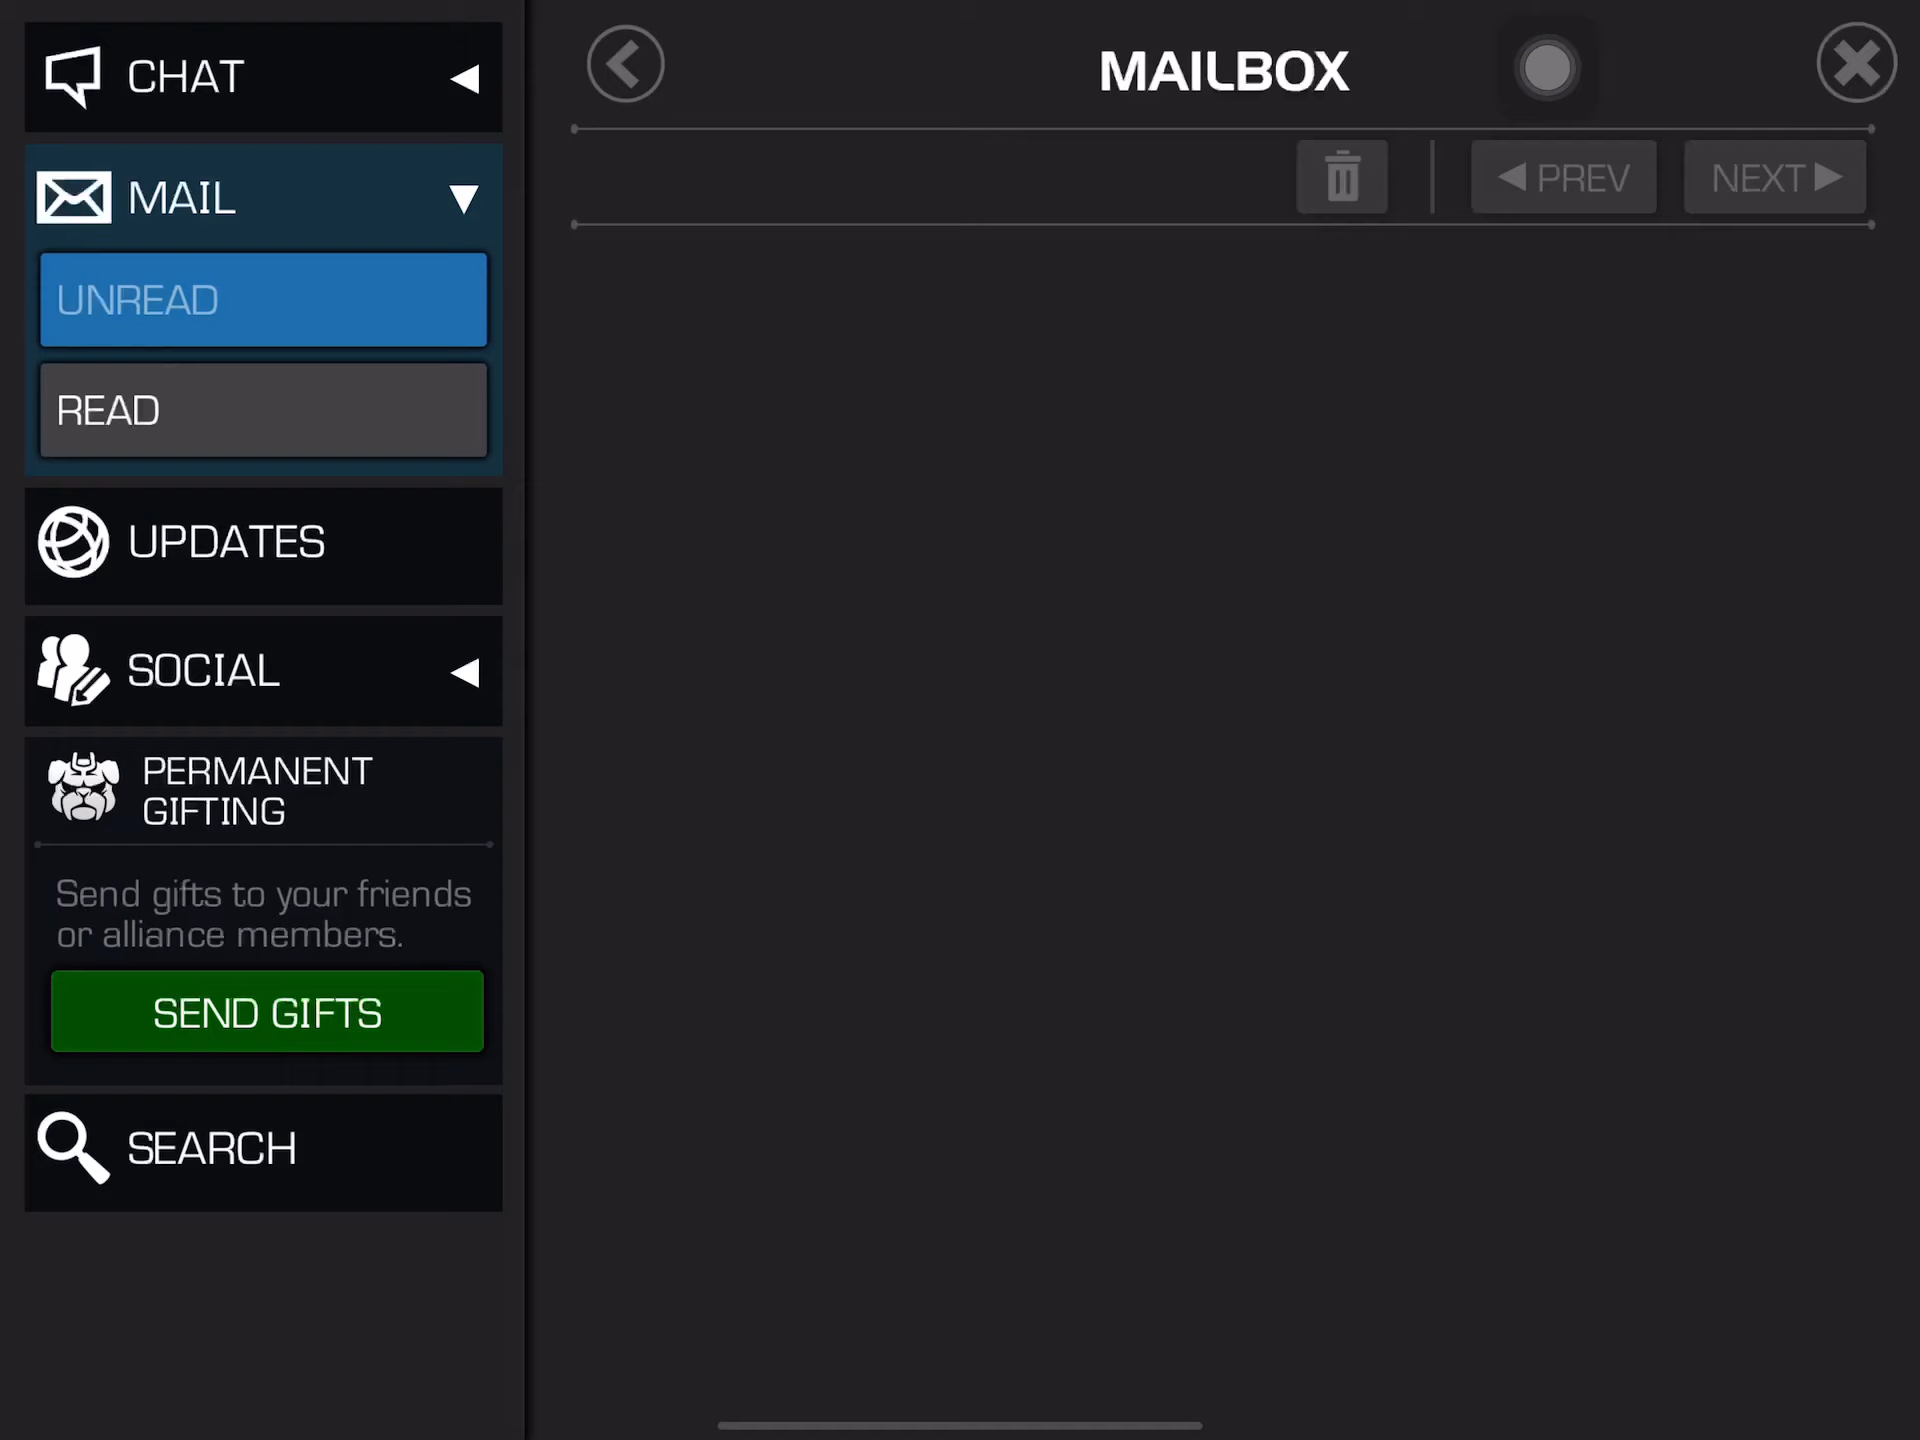 CHAT
MAIL
UNREAD
READ
UPDATES
SOCIAL
PERMANENT
GIFTING
Send gifts to your friends
or alliance members.
SEND GIFTS
SEARCH
MAILBOX
PREV
NEXT